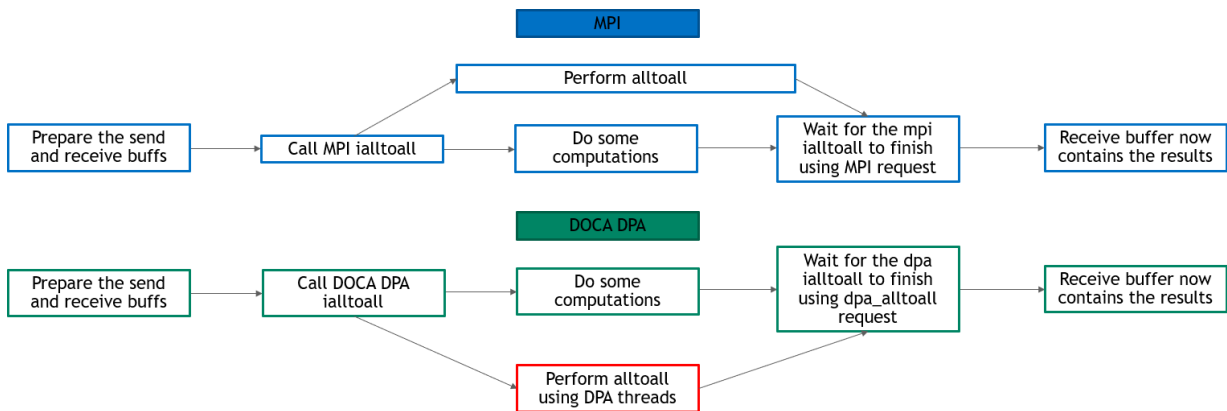 MPI
Perform alltoall
Prepare the send
and receive buffs
Call MPI ialltoall
Do some
computations
Wait for the mpi
ialltoall to finish
using MPI request
Receive buffer now
contains the results
DOCA DPA
Prepare the send
and receive buffs
Call DOCA DPA
ialltoall
Do some
computations
Wait for the dpa
ialltoall to finish
using dpa_alltoall
request
Receive buffer now
contains the results
Perform alltoall
using DPA threads